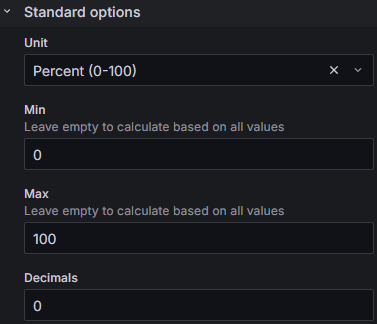 Standard options
Unit
Percent (0-100)
Min
Leave empty to calculate based on all values
0
Max
Leave empty to calculate based on all values
100
Decimals
0